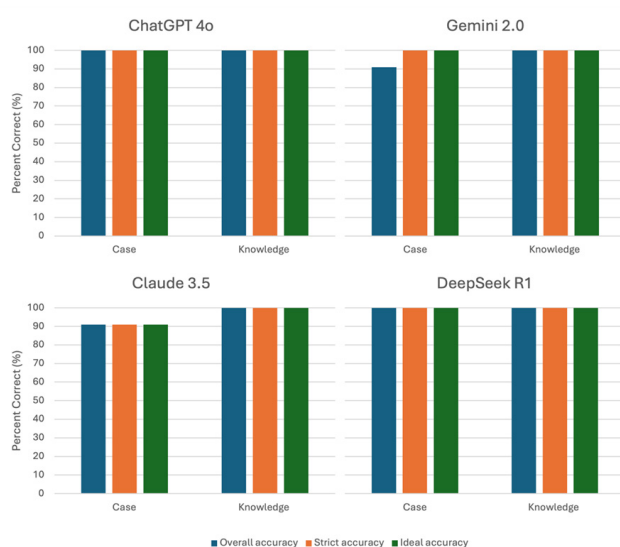 ChatGPT 4o
Gemini 2.0
Percent Correct (%)
100
90
80
70
60
50
40
30
20
10
0
Case
Knowledge
Case
Knowledge
Claude 3.5
DeepSeek R1
Percent Correct (%)
100
90
80
70
60
50
40
30
20
10
0
Case
Knowledge
Case
Knowledge
Overall accuracy Strict accuracy Ideal accuracy